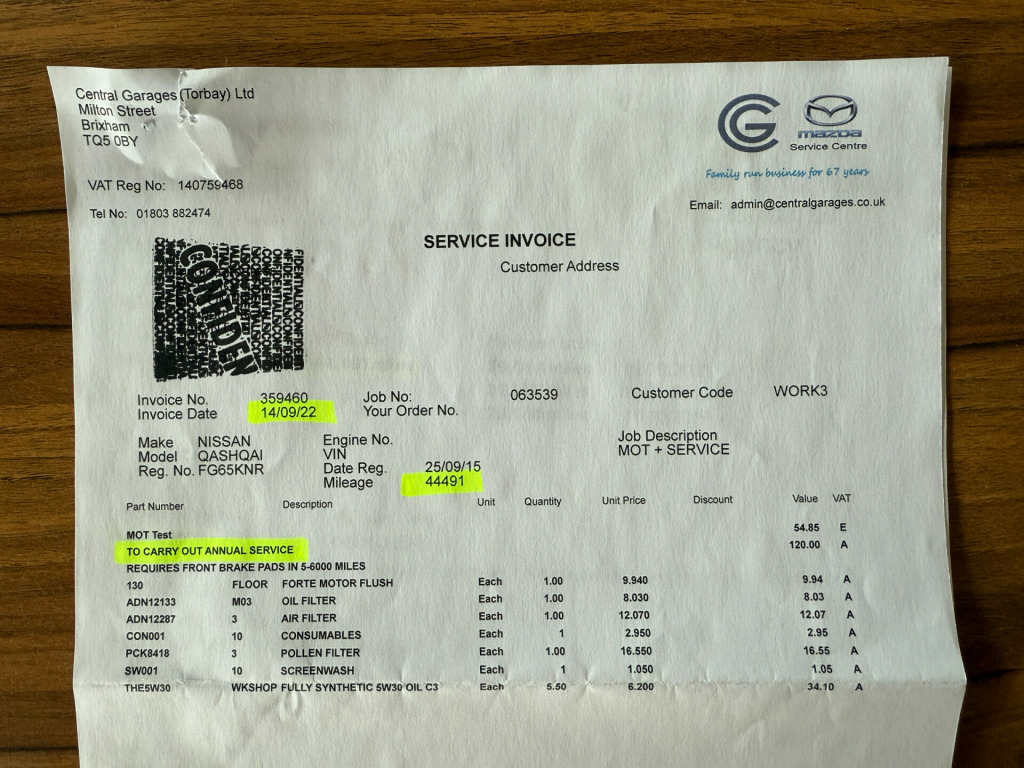 Central Garages (Torbay) Ltd
Milton Street
Brixham
TQ5 0BY
VAT Reg No: 140759468
Tel No: 01803 882474
CG
mazda
Service Centre
Family run business for 67 years
Email: admin@centralgarages.co.uk
SERVICE INVOICE
Customer Address
CONFIDEN
Invoice No. 359460 Job No: 063539 Customer Code WORK3
Invoice Date 14/09/22 Your Order No.
Make NISSAN Engine No. Job Description
Model QASHQAI VIN MOT + SERVICE
Reg. No. FG65KNR Date Reg. 25/09/15
Mileage 44491
Part Number Description Unit Quantity Unit Price Discount Value VAT
MOT Test 54.85 E
TO CARRY OUT ANNUAL SERVICE 120.00 A
REQUIRES FRONT BRAKE PADS IN 5-6000 MILES
130 FLOOR FORTE MOTOR FLUSH Each 1.00 9.940 9.94 A
ADN12133 M03 OIL FILTER Each 1.00 8.030 8.03 A
ADN12287 3 AIR FILTER Each 1.00 12.070 12.07 A
CON001 10 CONSUMABLES Each 1 2.950 2.95 A
PCK8418 3 POLLEN FILTER Each 1.00 16.550 16.55 A
SW001 10 SCREENWASH Each 1 1.050 1.05 A
THE5W30 WKSHOP FULLY SYNTHETIC 5W30 OIL C3 Each 5.50 6.200 34.10 A